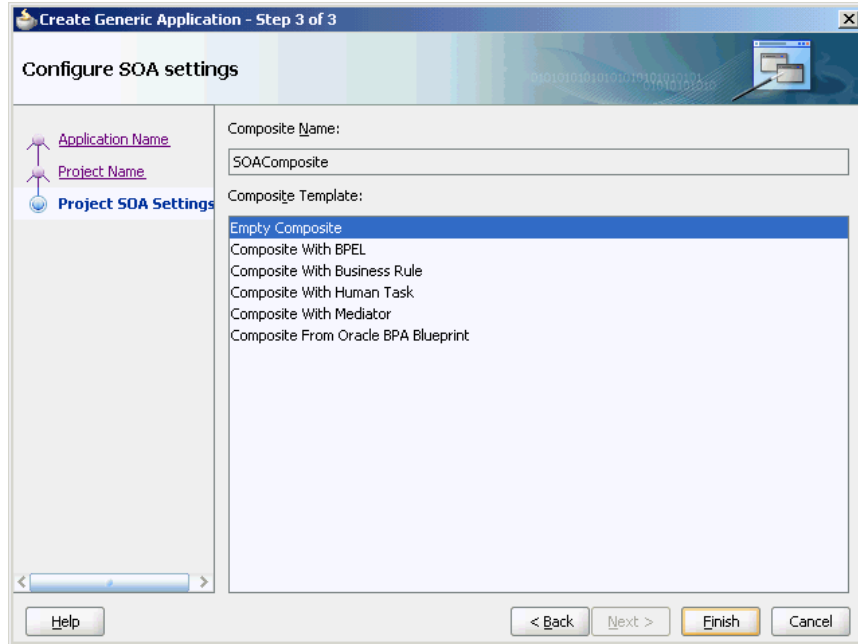 Create Generic Application - Step 3 of 3
Configure SOA settings
Application Name
Project Name
Project SOA Settings
Composite Name:
SOAComposite
Composite Template:
Empty Composite
Composite With BPEL
Composite With Business Rule
Composite With Human Task
Composite With Mediator
Composite From Oracle BPA Blueprint
Help
< Back
Next >
Finish
Cancel